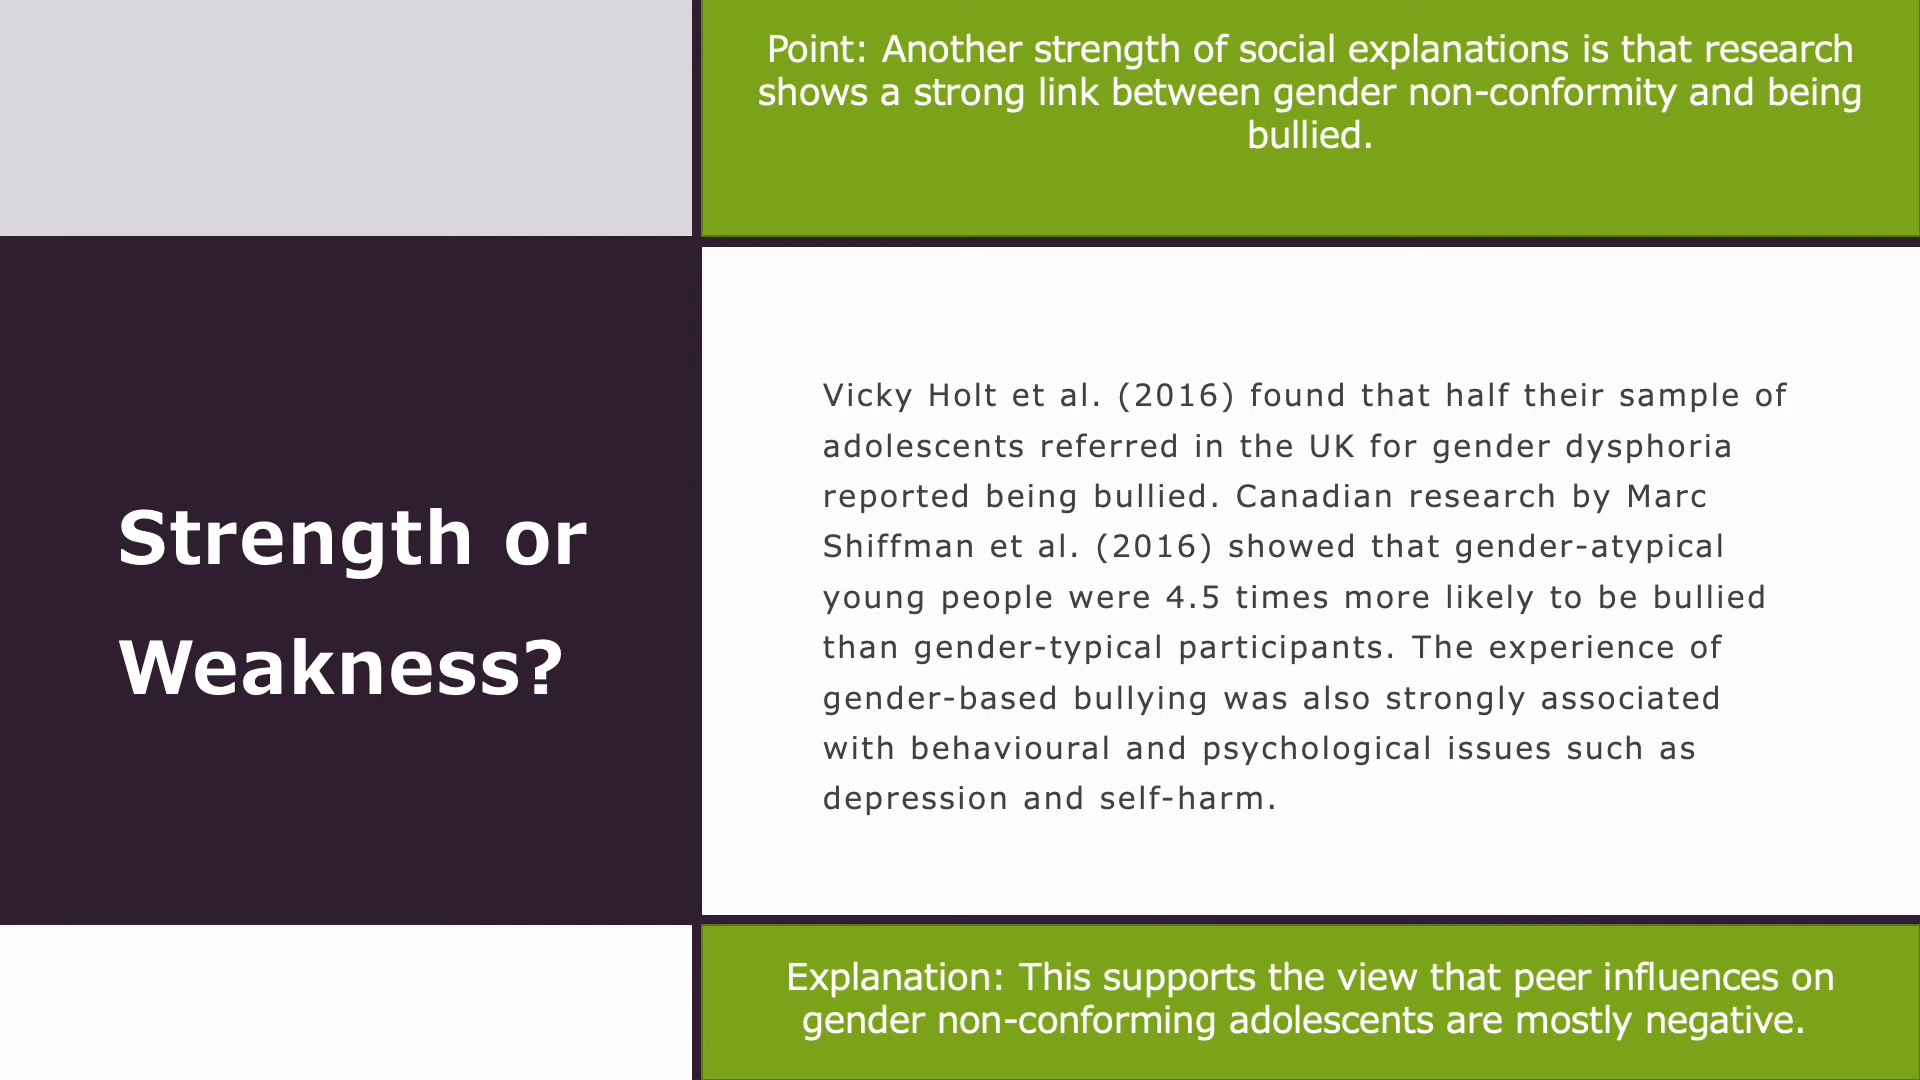 Point: Another strength of social explanations is that research
shows a strong link between gender non-conformity and being
bullied.
Strength or
Weakness?
Vicky Holt et al. (2016) found that half their sample of
adolescents referred in the UK for gender dysphoria
reported being bullied. Canadian research by Marc
Shiffman et al. (2016) showed that gender-atypical
young people were 4.5 times more likely to be bullied
than gender-typical participants. The experience of
gender-based bullying was also strongly associated
with behavioural and psychological issues such as
depression and self-harm.
Explanation: This supports the view that peer influences on
gender non-conforming adolescents are mostly negative.